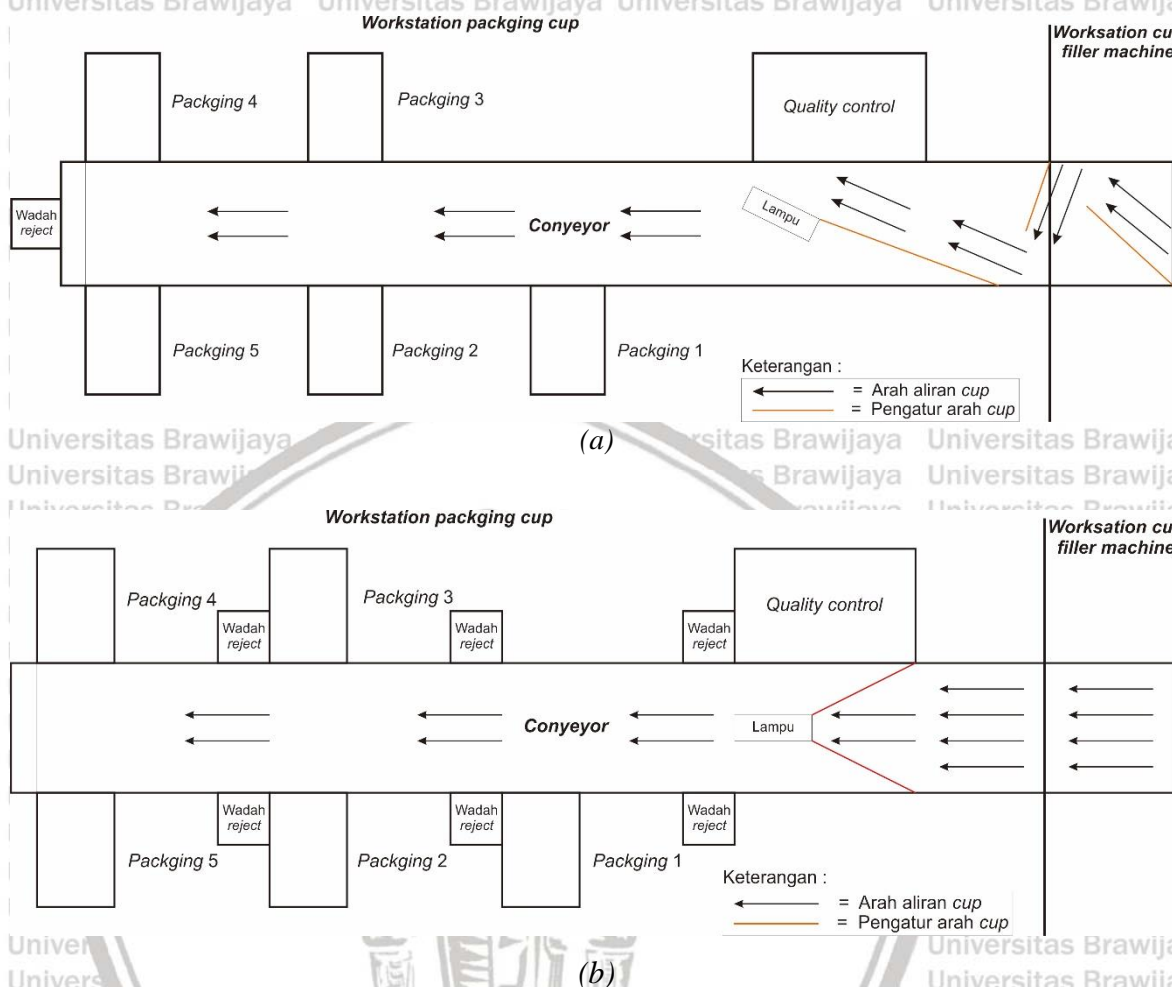 Universitas Brawijaya Universitas Brawijaya Universitas Brawijaya Universitas Brawijaya
Workstation packging cup
Worksation cu
filler machine
Packging 4
Packging 3
Quality control
Wadah
reject
Conyeyor
Lampu
Packging 5
Packging 2
Packging 1
Keterangan :
= Arah aliran cup
= Pengatur arah cup
(a)
Universitas Brawijaya
Brawijaya Universitas Brawija
Universitas Braw
Brawijaya Universitas Brawija
Workstation packging cup
Worksation cu
filler machine
Packging 4
Wadah
reject
Packging 3
Wadah
reject
Wadah
reject
Quality control
Conyeyor
Lampu
Packging 5
Wadah
reject
Packging 2
Wadah
reject
Packging 1
Wadah
reject
Keterangan :
= Arah aliran cup
= Pengatur arah cup
(b)
Univer
Universitas Brawija
Univers
Universitas Brawija